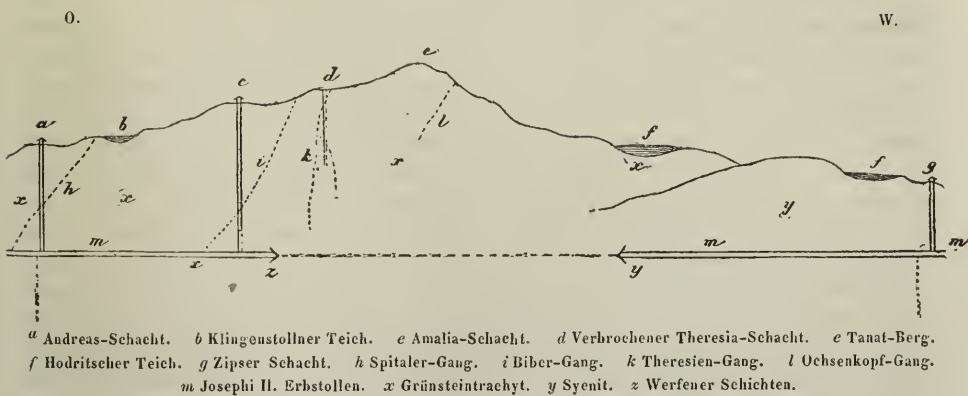 O. W.
e
c d
a b
l f
i k x f
h x g
x x y
m m m
x z y
a Andreas-Schacht. b Klingenstollner Teich. c Amalia-Schacht. d Verbrochener Theresia-Schacht. e Tanat-Berg.
f Hodritscher Teich. g Zipser Schacht. h Spitaler-Gang. i Biber-Gang. k Theresien-Gang. l Ochsenkopf-Gang.
m Josephi II. Erbstollen. x Grünsteintrachyt. y Syenit. z Werfener Schichten.